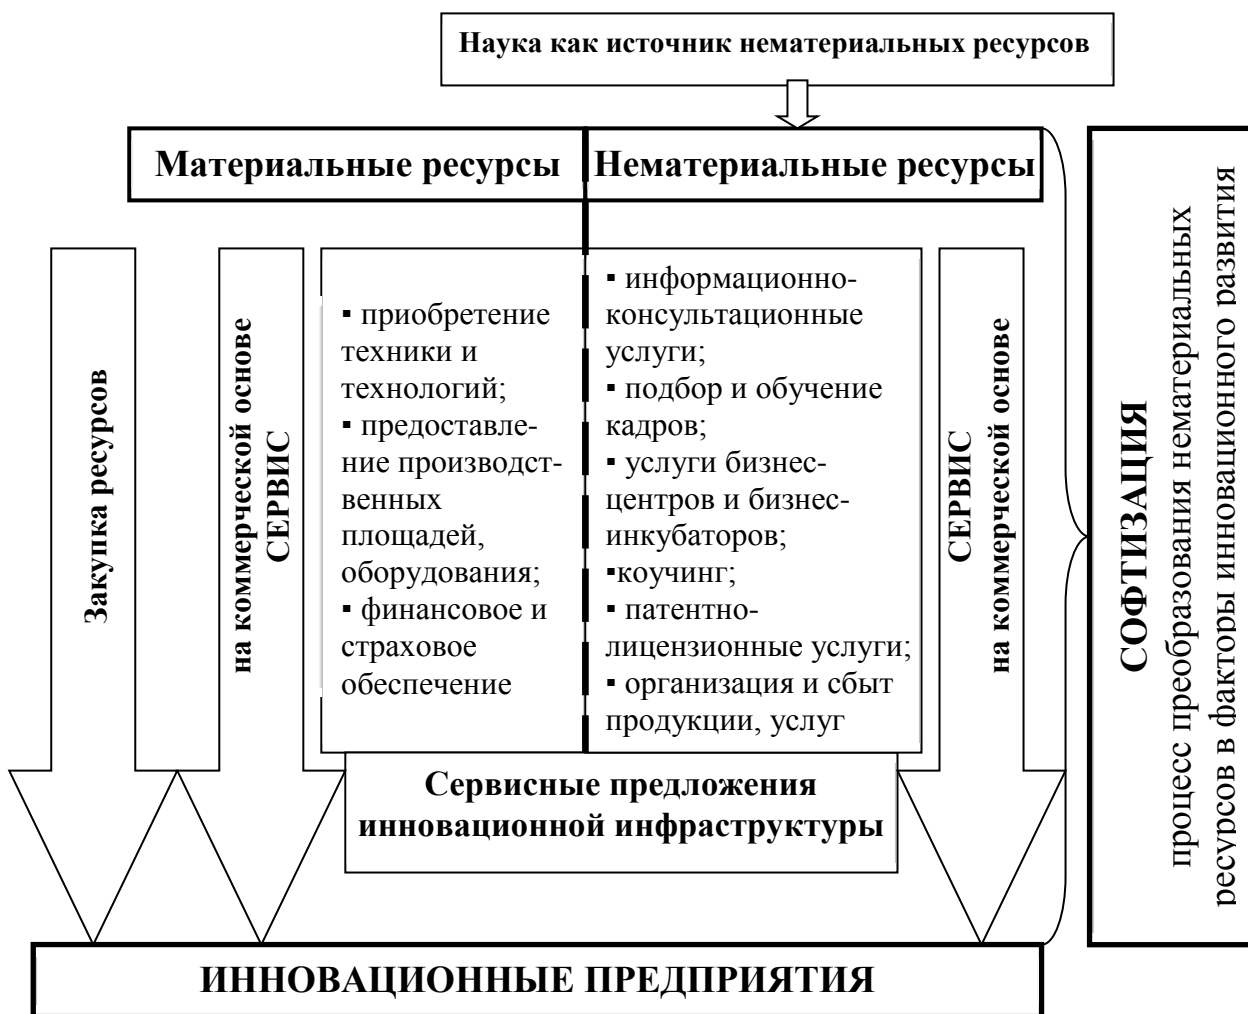 Наука как источник нематериальных ресурсов
Материальные ресурсы
Нематериальные ресурсы
Закупка ресурсов
на коммерческой основе
СЕРВИС
▪ приобретение
техники и
технологий;
▪ предоставле-
ние производст-
венных
площадей,
оборудования;
▪ финансовое и
страховое
обеспечение
▪ информационно-
консультационные
услуги;
▪ подбор и обучение
кадров;
▪ услуги бизнес-
центров и бизнес-
инкубаторов;
▪коучинг;
▪ патентно-
лицензионные услуги;
▪ организация и сбыт
продукции, услуг
СЕРВИС
на коммерческой основе
Сервисные предложения
инновационной инфраструктуры
СОФТИЗАЦИЯ
процесс преобразования нематериальных
ресурсов в факторы инновационного развития
ИННОВАЦИОННЫЕ ПРЕДПРИЯТИЯ